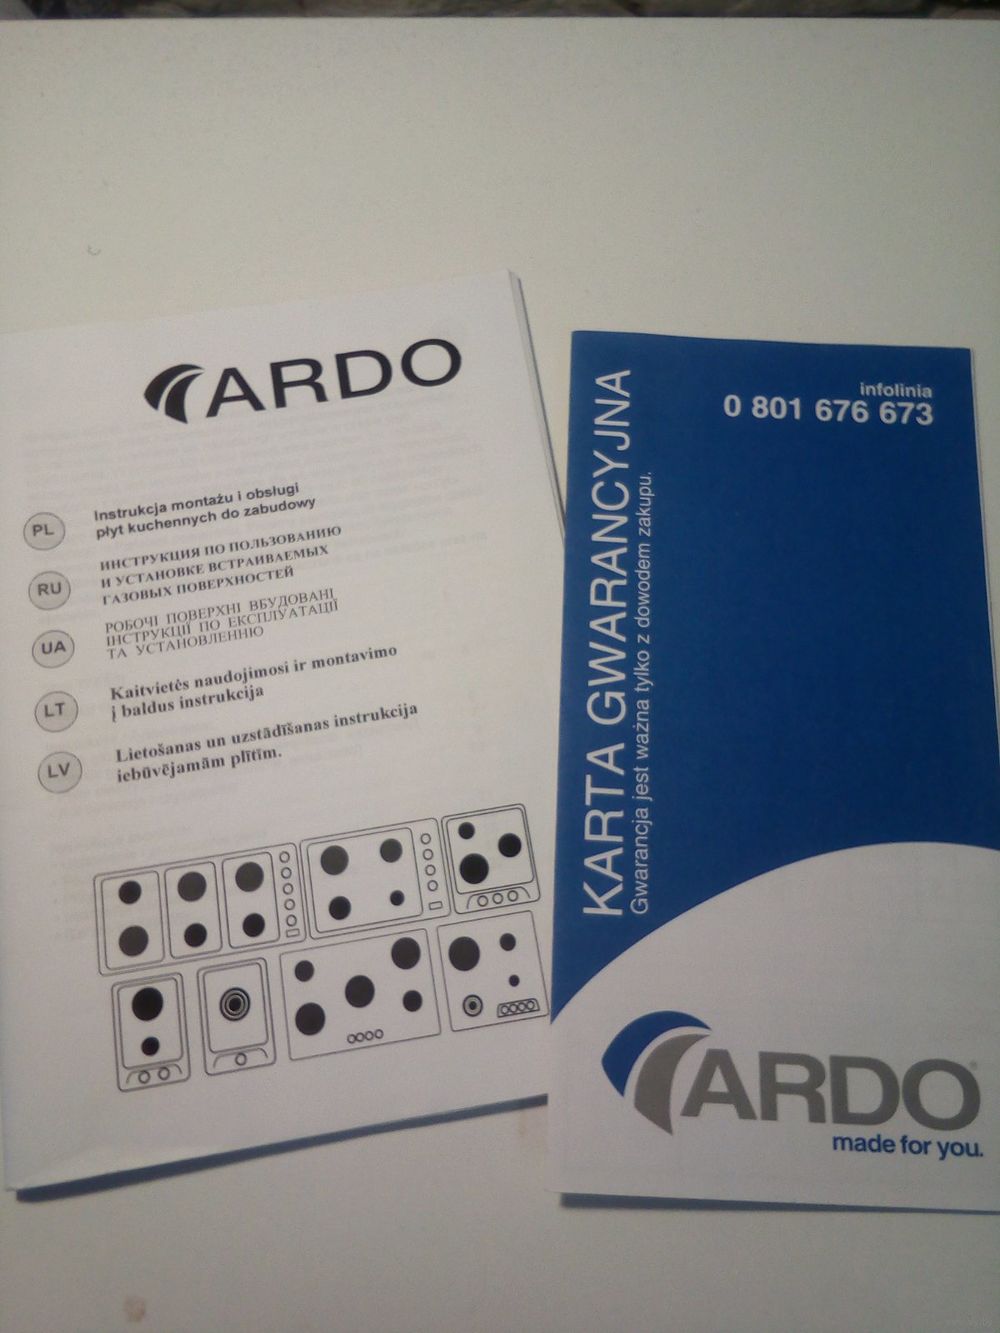 ARDO
PL
Instrukcja montażu i obsługi
płyt kuchennych do zabudowy
RU
ИНСТРУКЦИЯ ПО ПОЛЬЗОВАНИЮ
И УСТАНОВКЕ ВСТРАИВАЕМЫХ
ГАЗОВЫХ ПОВЕРХНОСТЕЙ
UA
РОБОЧІ ПОВЕРХНІ ВБУДОВАНІ
ІНСТРУКЦІЇ ПО ЕКСПЛУАТАЦІЇ
ТА УСТАНОВЛЕННЮ
LT
Kaitvietės naudojimosi ir montavimo
į baldus instrukcija
LV
Lietošanas un uzstādīšanas instrukcija
iebūvējamām plītīm.
infolinia
0 801 676 673
KARTA GWARANCYJNA
Gwarancja jest ważna tylko z dowodem zakupu.
ARDO
made for you.